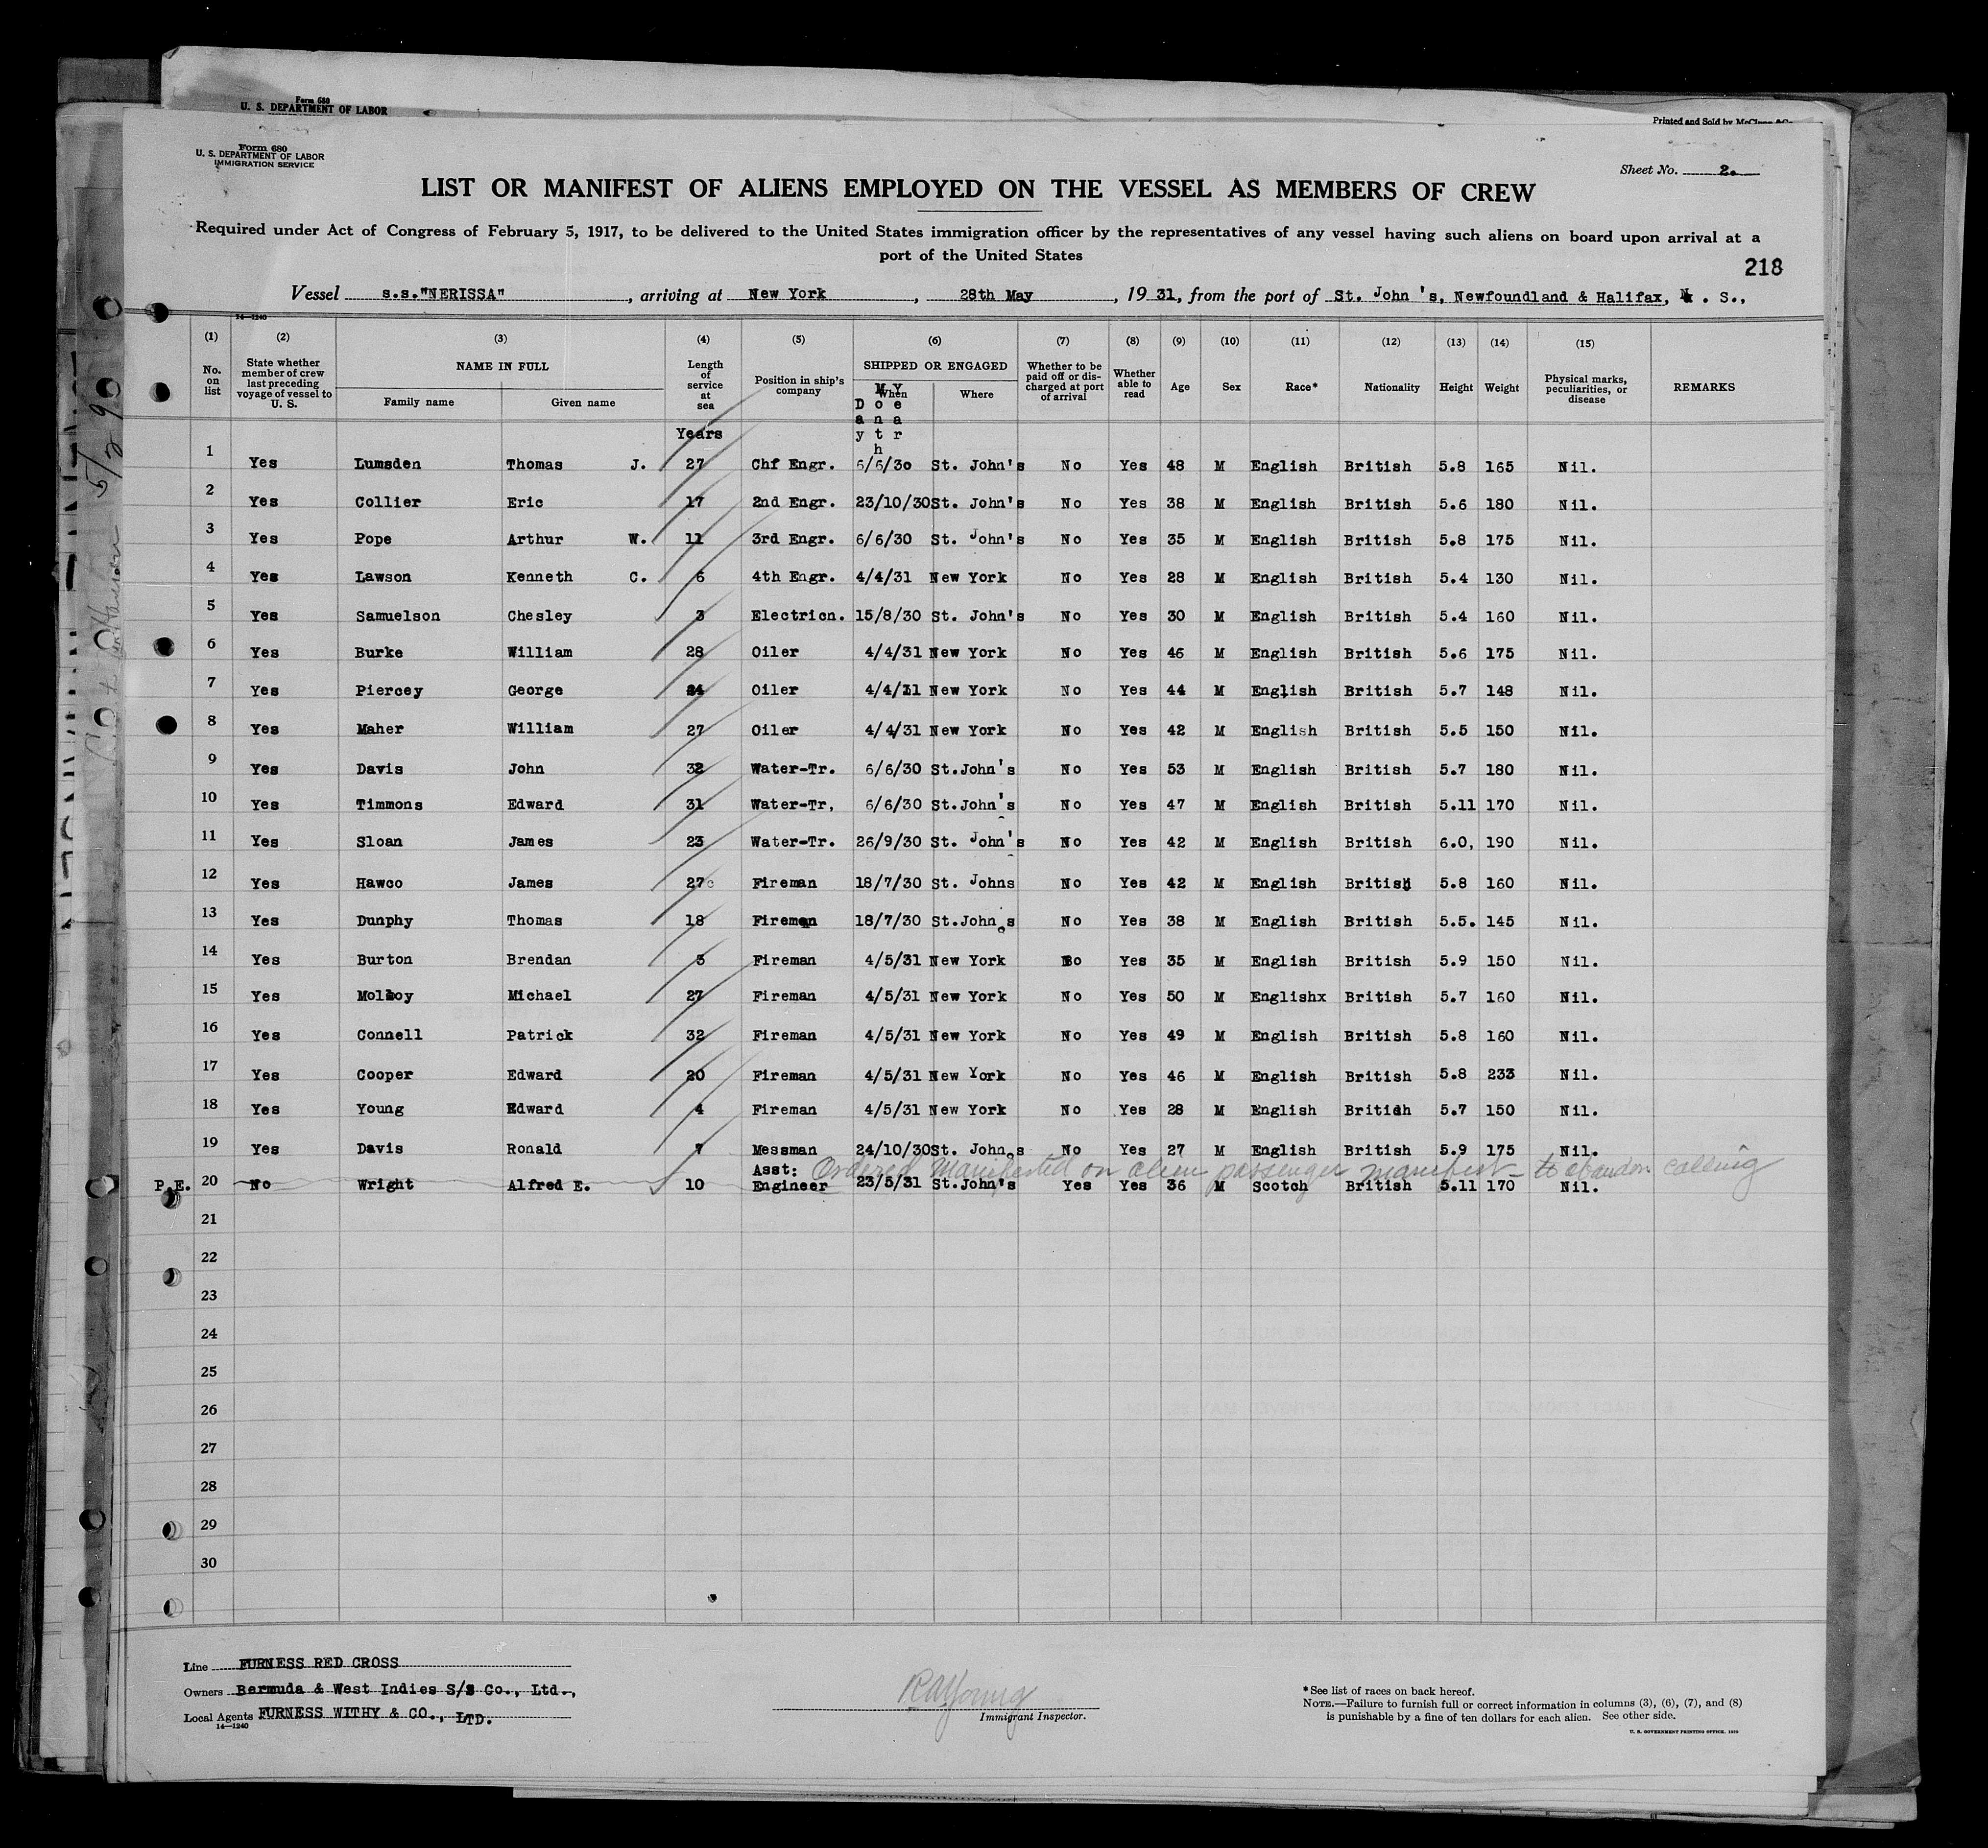 Form 680
U. S. DEPARTMENT OF LABOR
Printed and Sold by
Form 680
U. S. DEPARTMENT OF LABOR
IMMIGRATION SERVICE
Sheet No. 2.
LIST OR MANIFEST OF ALIENS EMPLOYED ON THE VESSEL AS MEMBERS OF CREW
Required under Act of Congress of February 5, 1917, to be delivered to the United States immigration officer by the representatives of any vessel having such aliens on board upon arrival at a
port of the United States
218
Vessel s.s."NERISSA", arriving at New York, 28th May, 19 31, from the port of St. John's, Newfoundland & Halifax, N. S.,
14—1240
(1) (2) (3) (4) (5) (6) (7) (8) (9) (10) (11) (12) (13) (14) (15)
No. on list
State whether member of crew last preceding voyage of vessel to U. S.
NAME IN FULL
Family name Given name
Length of service at sea
Years
Position in ship's company
SHIPPED OR ENGAGED
When Where
Day Month Year
Whether to be paid off or discharged at port of arrival
Whether able to read
Age
Sex
Race*
Nationality
Height
Weight
Physical marks, peculiarities, or disease
REMARKS
1 Yes Lumsden Thomas J. 27 Chf Engr. 6/6/30 St. John's No Yes 48 M English British 5.8 165 Nil.
2 Yes Collier Eric 17 2nd Engr. 23/10/30 St. John's No Yes 38 M English British 5.6 180 Nil.
3 Yes Pope Arthur W. 11 3rd Engr. 6/6/30 St. John's No Yes 35 M English British 5.8 175 Nil.
4 Yes Lawson Kenneth C. 6 4th Engr. 4/4/31 New York No Yes 28 M English British 5.4 130 Nil.
5 Yes Samuelson Chesley 3 Electricn. 15/8/30 St. John's No Yes 30 M English British 5.4 160 Nil.
6 Yes Burke William 28 Oiler 4/4/31 New York No Yes 46 M English British 5.6 175 Nil.
7 Yes Piercey George Oiler 4/4/31 New York No Yes 44 M English British 5.7 148 Nil.
8 Yes Maher William 27 Oiler 4/4/31 New York No Yes 42 M English British 5.5 150 Nil.
9 Yes Davis John 32 Water-Tr. 6/6/30 St.John's No Yes 53 M English British 5.7 180 Nil.
10 Yes Timmons Edward 31 Water-Tr, 6/6/30 St.John's No Yes 47 M English British 5.11 170 Nil.
11 Yes Sloan James 23 Water-Tr. 26/9/30 St. John's No Yes 42 M English British 6.0, 190 Nil.
12 Yes Hawco James 27 Fireman 18/7/30 St. Johns No Yes 42 M English British 5.8 160 Nil.
13 Yes Dunphy Thomas 18 Fireman 18/7/30 St.John,s No Yes 38 M English British 5.5. 145 Nil.
14 Yes Burton Brendan 3 Fireman 4/5/31 New York No Yes 35 M English British 5.9 150 Nil.
15 Yes Molloy Michael 27 Fireman 4/5/31 New York No Yes 50 M Englishx British 5.7 160 Nil.
16 Yes Connell Patrick 32 Fireman 4/5/31 New York No Yes 49 M English British 5.8 160 Nil.
17 Yes Cooper Edward 20 Fireman 4/5/31 New York No Yes 46 M English British 5.8 233 Nil.
18 Yes Young Edward 4 Fireman 4/5/31 New York No Yes 28 M English British 5.7 150 Nil.
19 Yes Davis Ronald 7 Messman 24/10/30 St. John,s No Yes 27 M English British 5.9 175 Nil.
Ordered Manifested on alien passenger manifest - to abandon calling
P.E. 20 No Wright Alfred E. 10 Asst: Engineer 23/5/31 St.John's Yes Yes 36 M Scotch British 5.11 170 Nil.
21
22
23
24
25
26
27
28
29
30
Line FURNESS RED CROSS
Owners Bermuda & West Indies S/S Co., Ltd.,
Local Agents FURNESS WITHY & CO., LTD.
14—1240
RAYoung
Immigrant Inspector.
*See list of races on back hereof.
NOTE.—Failure to furnish full or correct information in columns (3), (6), (7), and (8)
is punishable by a fine of ten dollars for each alien. See other side.
U. S. GOVERNMENT PRINTING OFFICE.